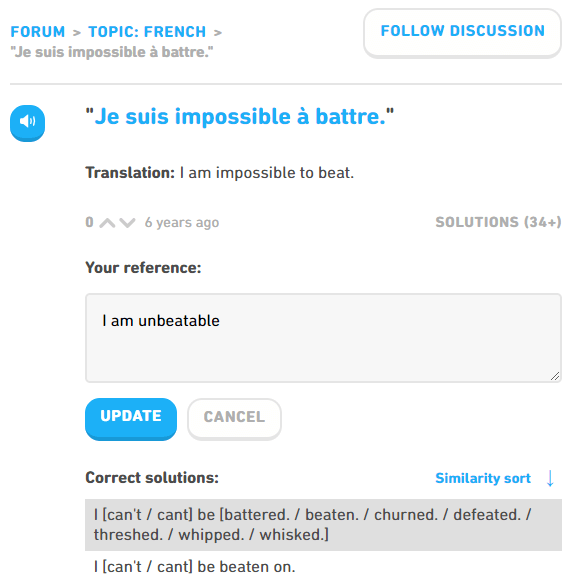 FORUM > TOPIC: FRENCH >
"Je suis impossible à battre."
FOLLOW DISCUSSION
"Je suis impossible à battre."
Translation: I am impossible to beat.
0 6 years ago SOLUTIONS (34+)
Your reference:
I am unbeatable
UPDATE CANCEL
Correct solutions: Similarity sort ↓
I [can't / cant] be [battered. / beaten. / churned. / defeated. /
threshed. / whipped. / whisked.]
I [can't / cant] be beaten on.